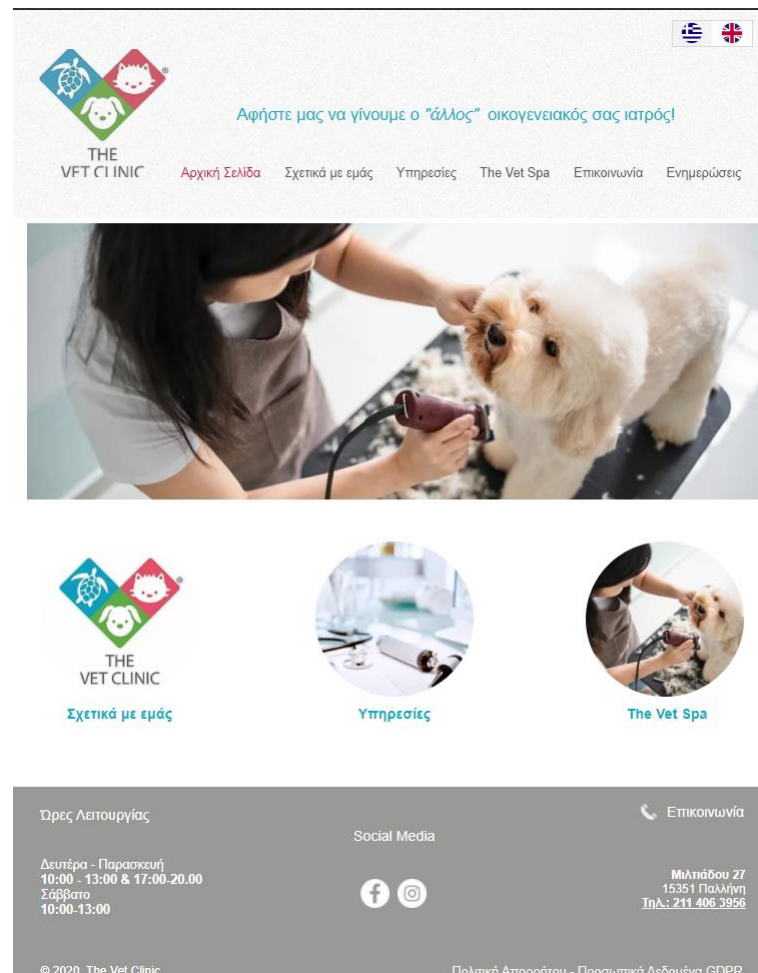 Αφήστε μας να γίνουμε ο "άλλος" οικογενειακός σας ιατρός!
THE
VET CLINIC
Αρχική Σελίδα Σχετικά με εμάς Υπηρεσίες The Vet Spa Επικοινωνία Ενημερώσεις
THE
VET CLINIC
Σχετικά με εμάς Υπηρεσίες The Vet Spa
Ώρες Λειτουργίας
Δευτέρα - Παρασκευή
10:00 - 13:00 & 17:00-20.00
Σάββατο
10:00-13:00
Social Media
Επικοινωνία
Μιλτιάδου 27
15351 Παλλήνη
Τηλ.: 211 406 3956
© 2020 The Vet Clinic
Πολιτική Απορρήτου - Προσωπικά Δεδομένα GDPR